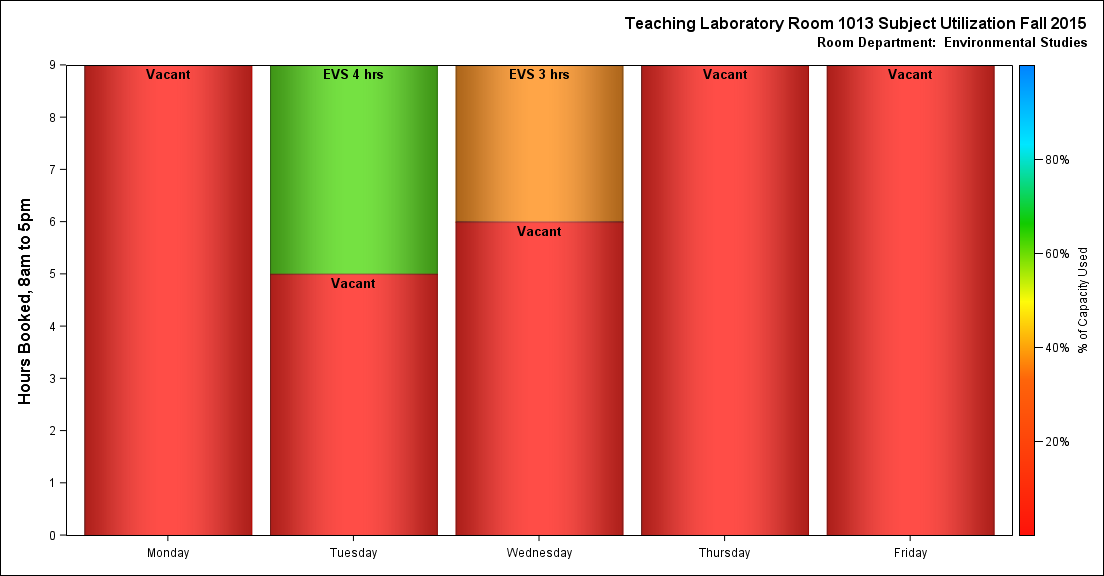 Teaching Laboratory Room 1013 Subject Utilization Fall 2015
Room Department: Environmental Studies
Hours Booked, 8am to 5pm
9
8
7
6
5
4
3
2
1
0
Vacant
EVS 4 hrs
EVS 3 hrs
Vacant
Vacant
Vacant
Vacant
Monday
Tuesday
Wednesday
Thursday
Friday
80%
60%
40%
20%
% of Capacity Used